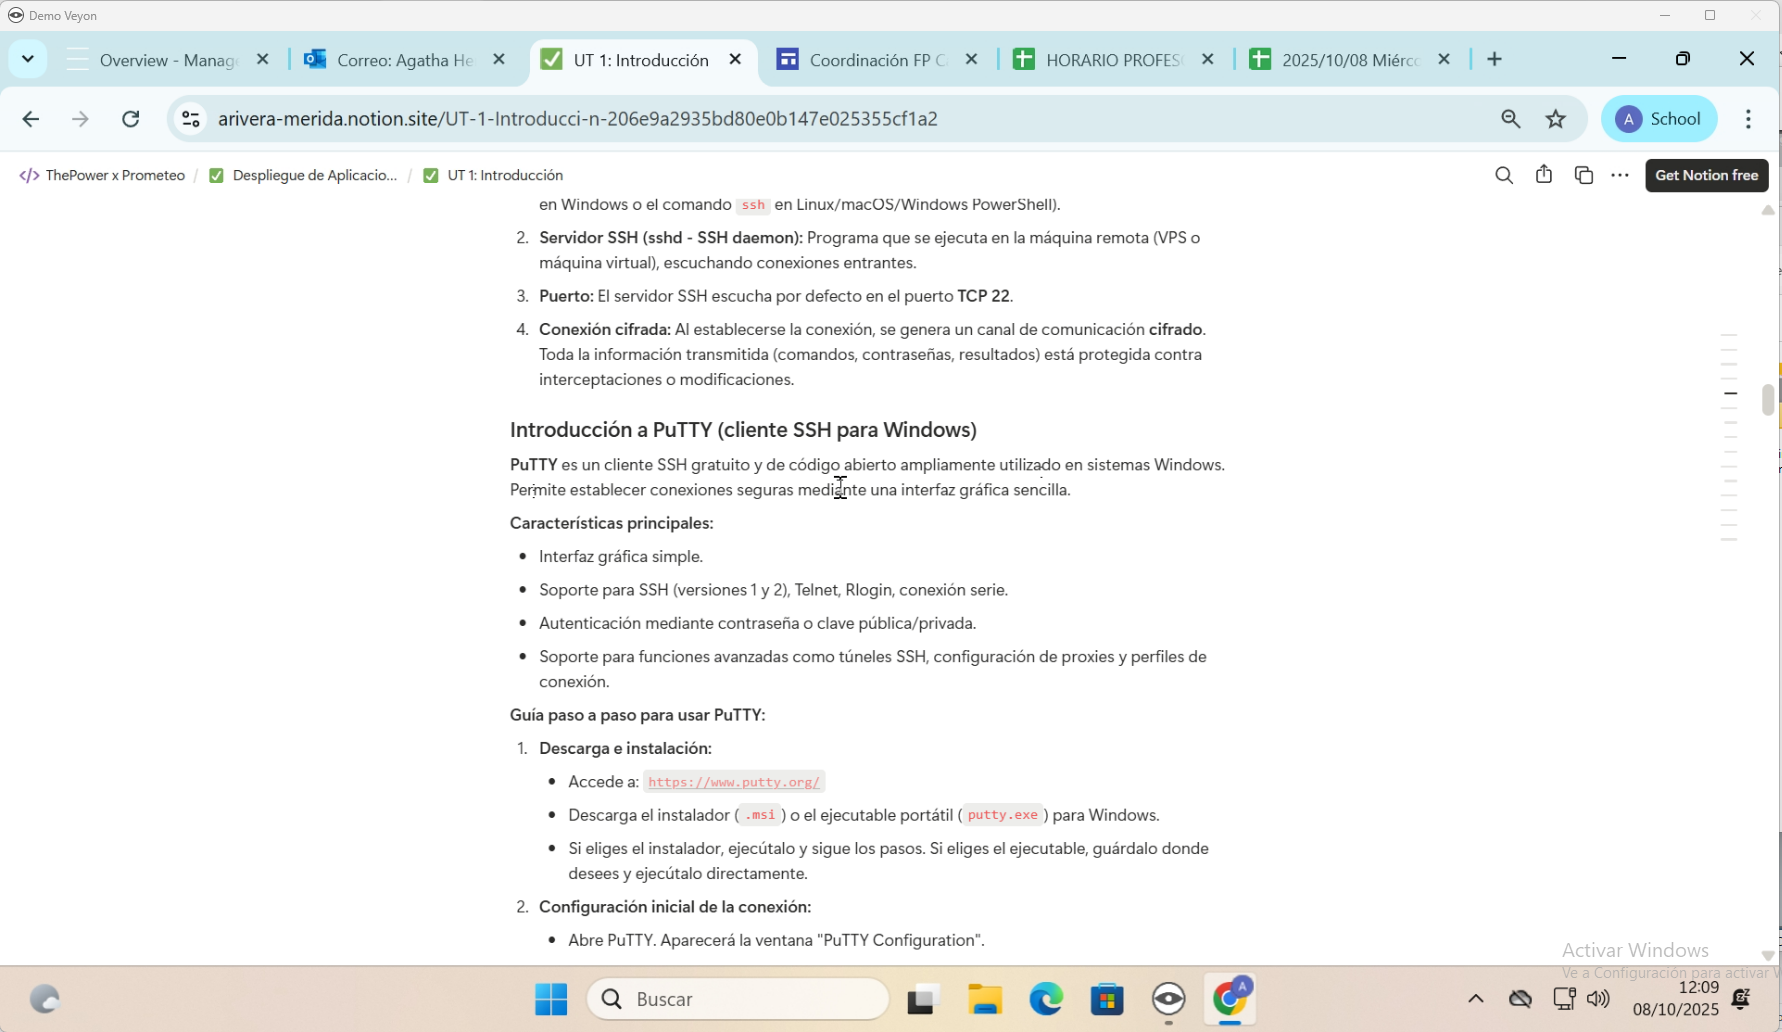 Demo Veyon
Overview - Manag
Correo: Agatha He
UT 1: Introducción
Coordinación FP C
HORARIO PROFES
2025/10/08 Miérc
arivera-merida.notion.site/UT-1-Introducci-n-206e9a2935bd80e0b147e025355cf1a2
A School
ThePower x Prometeo / Despliegue de Aplicacio... / UT 1: Introducción
Get Notion free
en Windows o el comando ssh en Linux/macOS/Windows PowerShell).
2. Servidor SSH (sshd - SSH daemon): Programa que se ejecuta en la máquina remota (VPS o
máquina virtual), escuchando conexiones entrantes.
3. Puerto: El servidor SSH escucha por defecto en el puerto TCP 22.
4. Conexión cifrada: Al establecerse la conexión, se genera un canal de comunicación cifrado.
Toda la información transmitida (comandos, contraseñas, resultados) está protegida contra
interceptaciones o modificaciones.
Introducción a PuTTY (cliente SSH para Windows)
PuTTY es un cliente SSH gratuito y de código abierto ampliamente utilizado en sistemas Windows.
Permite establecer conexiones seguras mediante una interfaz gráfica sencilla.
Características principales:
• Interfaz gráfica simple.
• Soporte para SSH (versiones 1 y 2), Telnet, Rlogin, conexión serie.
• Autenticación mediante contraseña o clave pública/privada.
• Soporte para funciones avanzadas como túneles SSH, configuración de proxies y perfiles de
conexión.
Guía paso a paso para usar PuTTY:
1. Descarga e instalación:
• Accede a: https://www.putty.org/
• Descarga el instalador (.msi) o el ejecutable portátil (putty.exe) para Windows.
• Si eliges el instalador, ejecútalo y sigue los pasos. Si eliges el ejecutable, guárdalo donde
desees y ejecútalo directamente.
2. Configuración inicial de la conexión:
• Abre PuTTY. Aparecerá la ventana "PuTTY Configuration".
Activar Windows
Ve a Configuración para activar
Buscar
A
12:09
08/10/2025